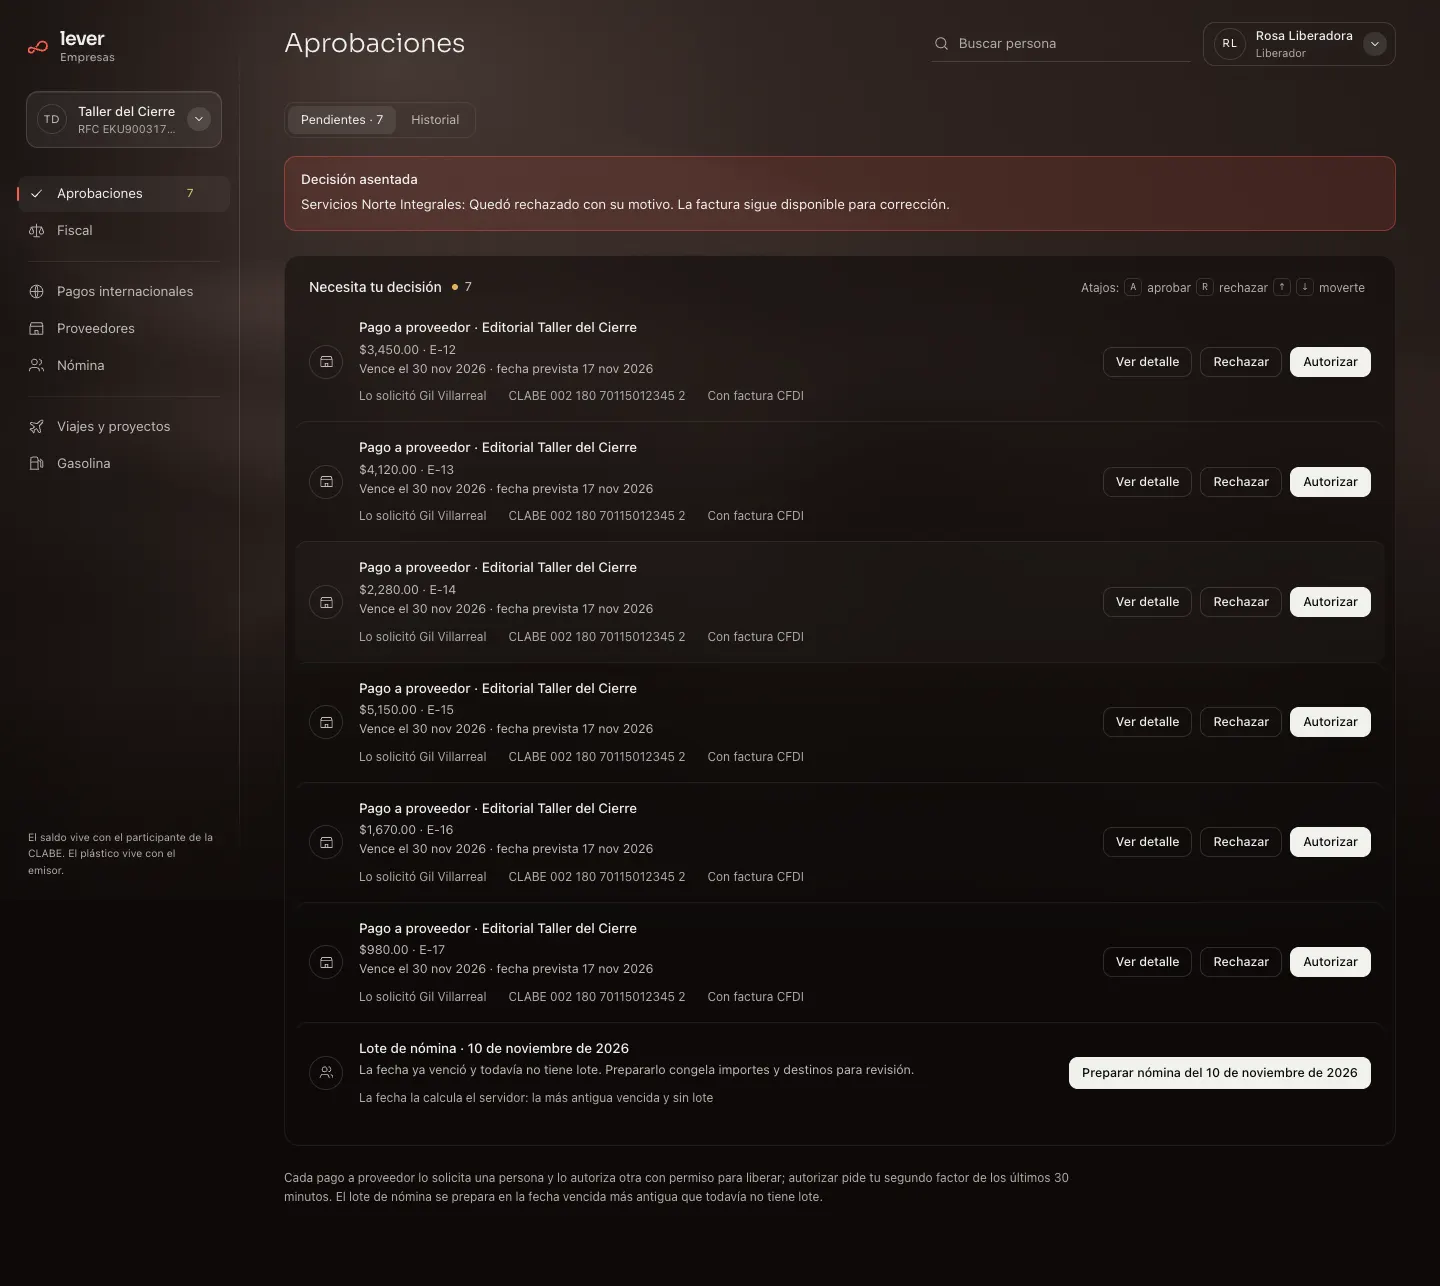 lever
Empresas
TD
Taller del Cierre
RFC EKU900317...
Aprobaciones 7
Fiscal
Pagos internacionales
Proveedores
Nómina
Viajes y proyectos
Gasolina
El saldo vive con el participante de la
CLABE. El plástico vive con el
emisor.
Aprobaciones
Buscar persona
RL
Rosa Liberadora
Liberador
Pendientes · 7
Historial
Decisión asentada
Servicios Norte Integrales: Quedó rechazado con su motivo. La factura sigue disponible para corrección.
Necesita tu decisión 7
Atajos: A aprobar R rechazar ↑ ↓ moverte
Pago a proveedor · Editorial Taller del Cierre
$3,450.00 · E-12
Vence el 30 nov 2026 · fecha prevista 17 nov 2026
Lo solicitó Gil Villarreal CLABE 002 180 70115012345 2 Con factura CFDI
Ver detalle Rechazar Autorizar
Pago a proveedor · Editorial Taller del Cierre
$4,120.00 · E-13
Vence el 30 nov 2026 · fecha prevista 17 nov 2026
Lo solicitó Gil Villarreal CLABE 002 180 70115012345 2 Con factura CFDI
Ver detalle Rechazar Autorizar
Pago a proveedor · Editorial Taller del Cierre
$2,280.00 · E-14
Vence el 30 nov 2026 · fecha prevista 17 nov 2026
Lo solicitó Gil Villarreal CLABE 002 180 70115012345 2 Con factura CFDI
Ver detalle Rechazar Autorizar
Pago a proveedor · Editorial Taller del Cierre
$5,150.00 · E-15
Vence el 30 nov 2026 · fecha prevista 17 nov 2026
Lo solicitó Gil Villarreal CLABE 002 180 70115012345 2 Con factura CFDI
Ver detalle Rechazar Autorizar
Pago a proveedor · Editorial Taller del Cierre
$1,670.00 · E-16
Vence el 30 nov 2026 · fecha prevista 17 nov 2026
Lo solicitó Gil Villarreal CLABE 002 180 70115012345 2 Con factura CFDI
Ver detalle Rechazar Autorizar
Pago a proveedor · Editorial Taller del Cierre
$980.00 · E-17
Vence el 30 nov 2026 · fecha prevista 17 nov 2026
Lo solicitó Gil Villarreal CLABE 002 180 70115012345 2 Con factura CFDI
Ver detalle Rechazar Autorizar
Lote de nómina · 10 de noviembre de 2026
La fecha ya venció y todavía no tiene lote. Prepararlo congela importes y destinos para revisión.
La fecha la calcula el servidor: la más antigua vencida y sin lote
Preparar nómina del 10 de noviembre de 2026
Cada pago a proveedor lo solicita una persona y lo autoriza otra con permiso para liberar; autorizar pide tu segundo factor de los últimos 30
minutos. El lote de nómina se prepara en la fecha vencida más antigua que todavía no tiene lote.